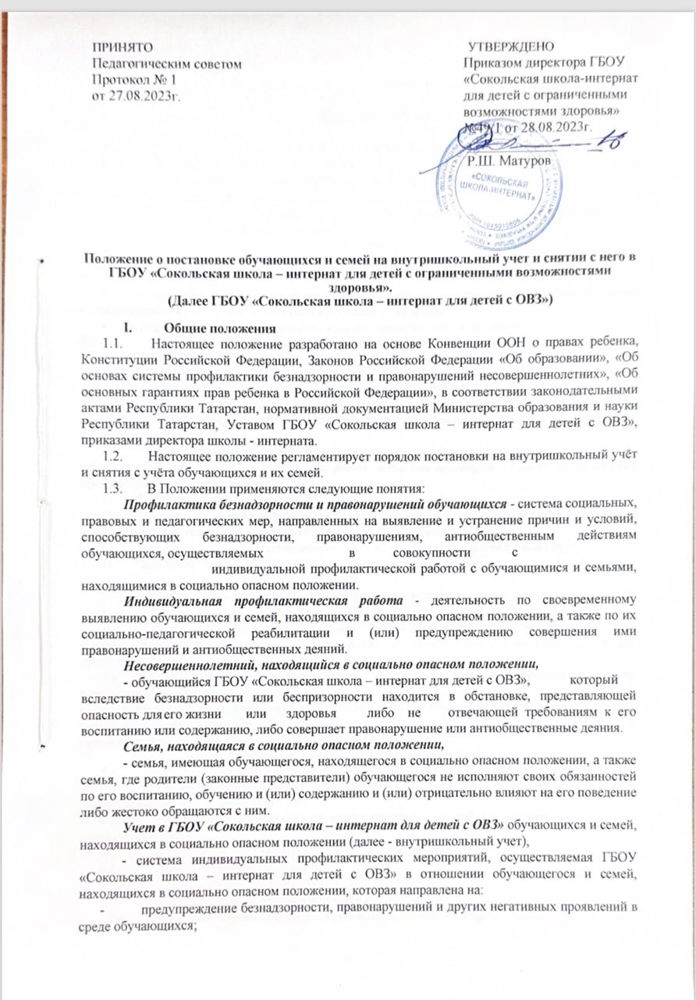 ПРИНЯТО
Педагогическим советом
Протокол № 1
от 27.08.2023г.
УТВЕРЖДЕНО
Приказом директора ГБОУ
«Сокольская школа-интернат
для детей с ограниченными
возможностями здоровья»
№49/1 от 28.08.2023г.
Р.Ш. Матуров
«СОКОЛЬСКАЯ
ШКОЛА-ИНТЕРНАТ»
Положение о постановке обучающихся и семей на внутришкольный учет и снятии с него в
ГБОУ «Сокольская школа – интернат для детей с ограниченными возможностями
здоровья».
(Далее ГБОУ «Сокольская школа – интернат для детей с ОВЗ»)
I. Общие положения
1.1. Настоящее положение разработано на основе Конвенции ООН о правах ребенка,
Конституции Российской Федерации, Законов Российской Федерации «Об образовании», «Об
основах системы профилактики безнадзорности и правонарушений несовершеннолетних», «Об
основных гарантиях прав ребенка в Российской Федерации», в соответствии законодательными
актами Республики Татарстан, нормативной документацией Министерства образования и науки
Республики Татарстан, Уставом ГБОУ «Сокольская школа – интернат для детей с ОВЗ»,
приказами директора школы - интерната.
1.2. Настоящее положение регламентирует порядок постановки на внутришкольный учёт
и снятия с учёта обучающихся и их семей.
1.3. В Положении применяются следующие понятия:
Профилактика безнадзорности и правонарушений обучающихся - система социальных,
правовых и педагогических мер, направленных на выявление и устранение причин и условий,
способствующих безнадзорности, правонарушениям, антиобщественным действиям
обучающихся, осуществляемых в совокупности с
индивидуальной профилактической работой с обучающимися и семьями,
находящимися в социально опасном положении.
Индивидуальная профилактическая работа - деятельность по своевременному
выявлению обучающихся и семей, находящихся в социально опасном положении, а также по их
социально-педагогической реабилитации и (или) предупреждению совершения ими
правонарушений и антиобщественных деяний.
Несовершеннолетний, находящийся в социально опасном положении,
- обучающийся ГБОУ «Сокольская школа – интернат для детей с ОВЗ», который
вследствие безнадзорности или беспризорности находится в обстановке, представляющей
опасность для его жизни или здоровья либо не отвечающей требованиям к его
воспитанию или содержанию, либо совершает правонарушение или антиобщественные деяния.
Семья, находящаяся в социально опасном положении,
- семья, имеющая обучающегося, находящегося в социально опасном положении, а также
семья, где родители (законные представители) обучающегося не исполняют своих обязанностей
по его воспитанию, обучению и (или) содержанию и (или) отрицательно влияют на его поведение
либо жестоко обращаются с ним.
Учет в ГБОУ «Сокольская школа – интернат для детей с ОВЗ» обучающихся и семей,
находящихся в социально опасном положении (далее - внутришкольный учет),
- система индивидуальных профилактических мероприятий, осуществляемая ГБОУ
«Сокольская школа – интернат для детей с ОВЗ» в отношении обучающегося и семей,
находящихся в социально опасном положении, которая направлена на:
- предупреждение безнадзорности, правонарушений и других негативных проявлений в
среде обучающихся;